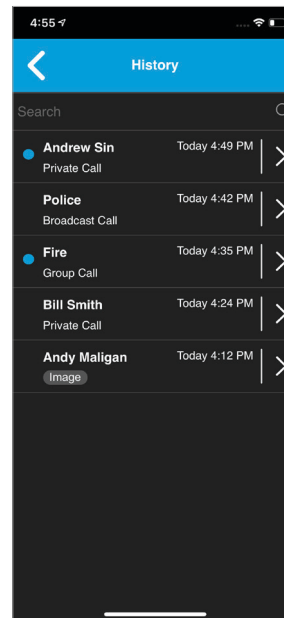 4:55
History
Search
Andrew Sin Today 4:49 PM
Private Call
Police Today 4:42 PM
Broadcast Call
Fire Today 4:35 PM
Group Call
Bill Smith Today 4:24 PM
Private Call
Andy Maligan Today 4:12 PM
Image